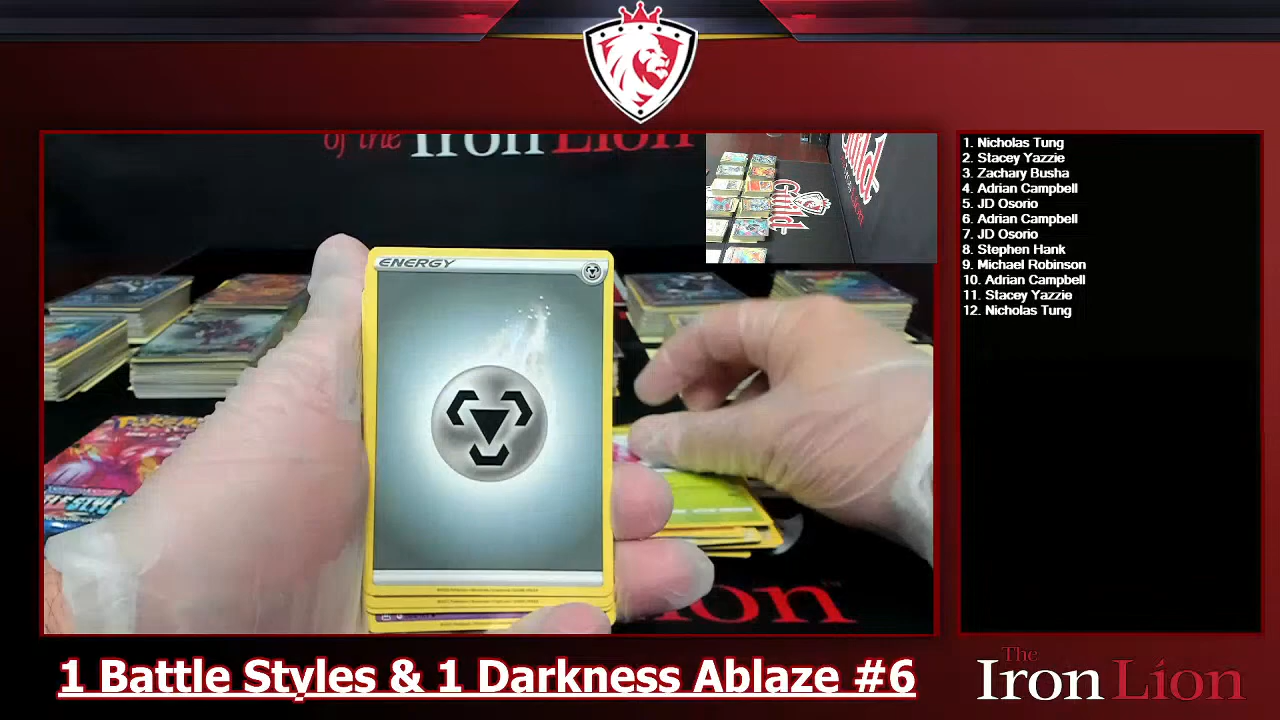 of the Iron Lion
Guild
1. Nicholas Tung
2. Stacey Yazzie
3. Zachary Busha
4. Adrian Campbell
5. JD Osorio
6. Adrian Campbell
7. JD Osorio
8. Stephen Hank
9. Michael Robinson
10. Adrian Campbell
11. Stacey Yazzie
12. Nicholas Tung
ENERGY
1 Battle Styles & 1 Darkness Ablaze #6
The
Iron Lion